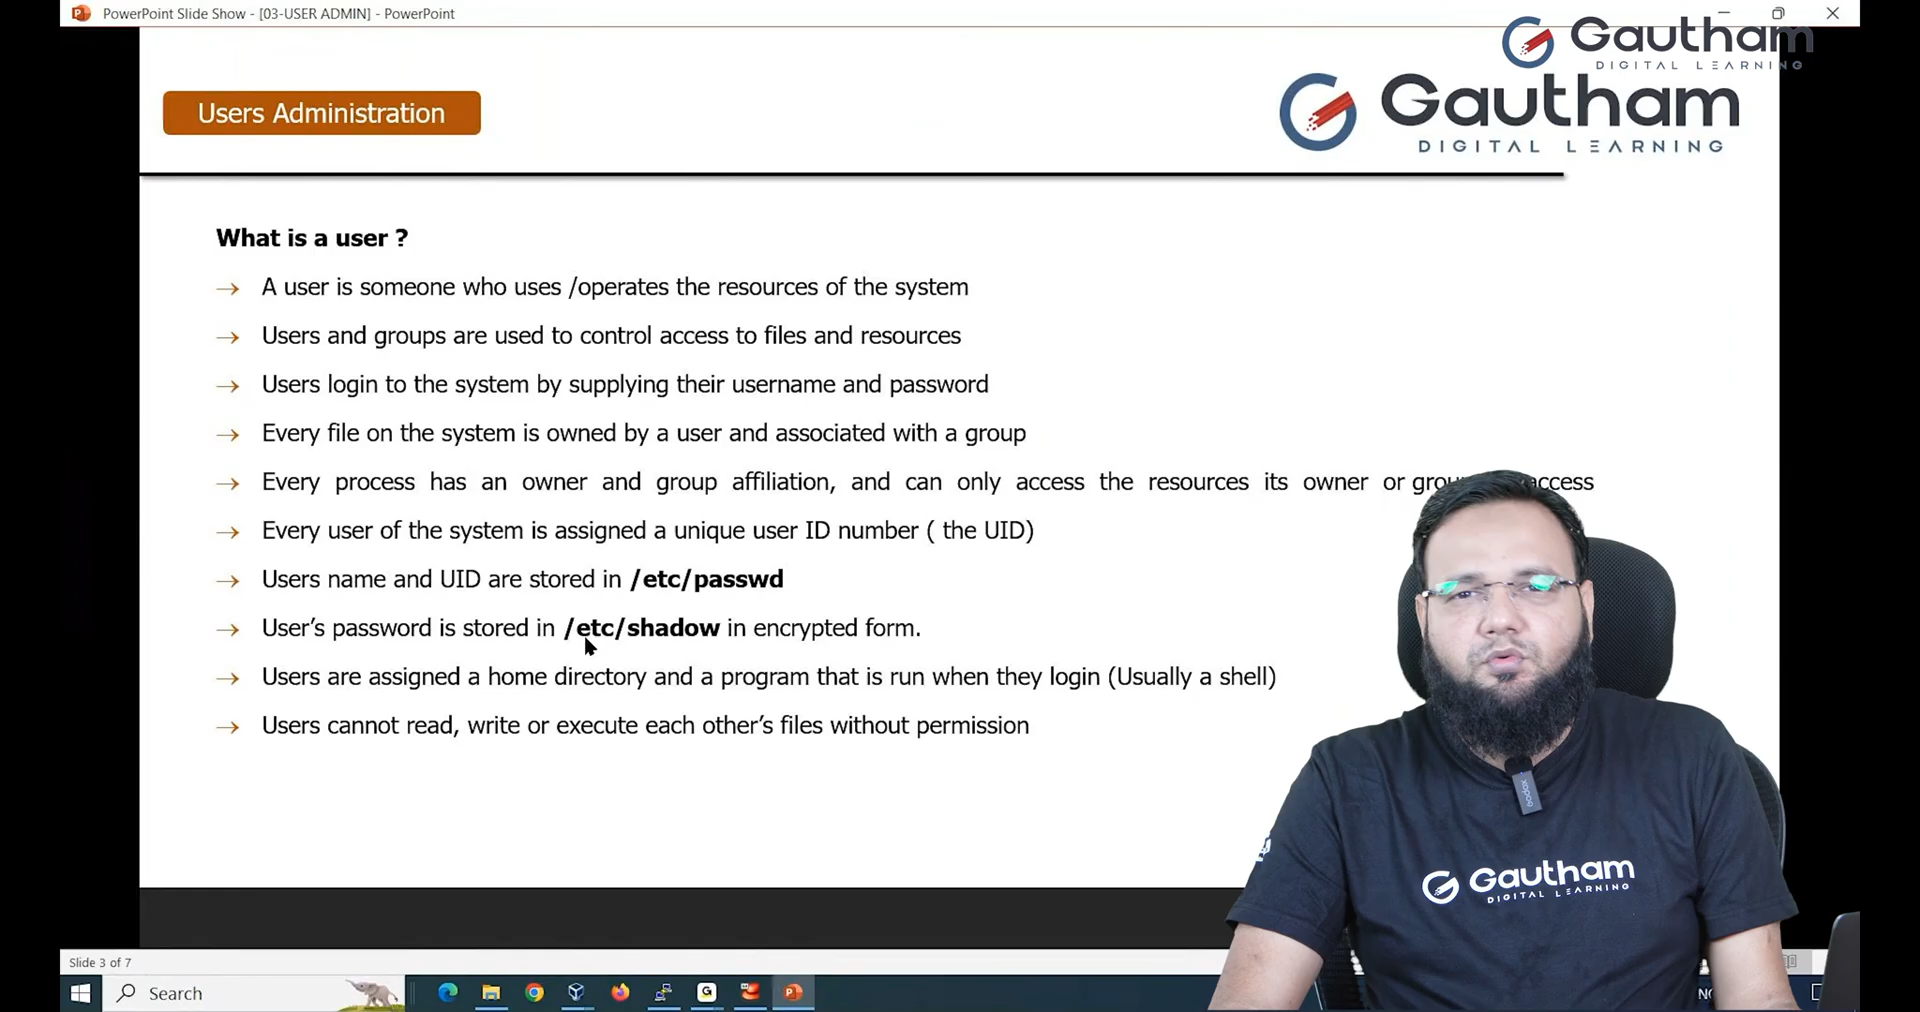 PowerPoint Slide Show - [03-USER ADMIN] - PowerPoint
Gautham
DIGITAL LEARNING
Users Administration
Gautham
DIGITAL LEARNING
What is a user ?
→ A user is someone who uses /operates the resources of the system
→ Users and groups are used to control access to files and resources
→ Users login to the system by supplying their username and password
→ Every file on the system is owned by a user and associated with a group
→ Every process has an owner and group affiliation, and can only access the resources its owner or access
→ Every user of the system is assigned a unique user ID number ( the UID)
→ Users name and UID are stored in /etc/passwd
→ User’s password is stored in /etc/shadow in encrypted form.
→ Users are assigned a home directory and a program that is run when they login (Usually a shell)
→ Users cannot read, write or execute each other’s files without permission
Godox
Gautham
DIGITAL LEARNING
Slide 3 of 7
Search